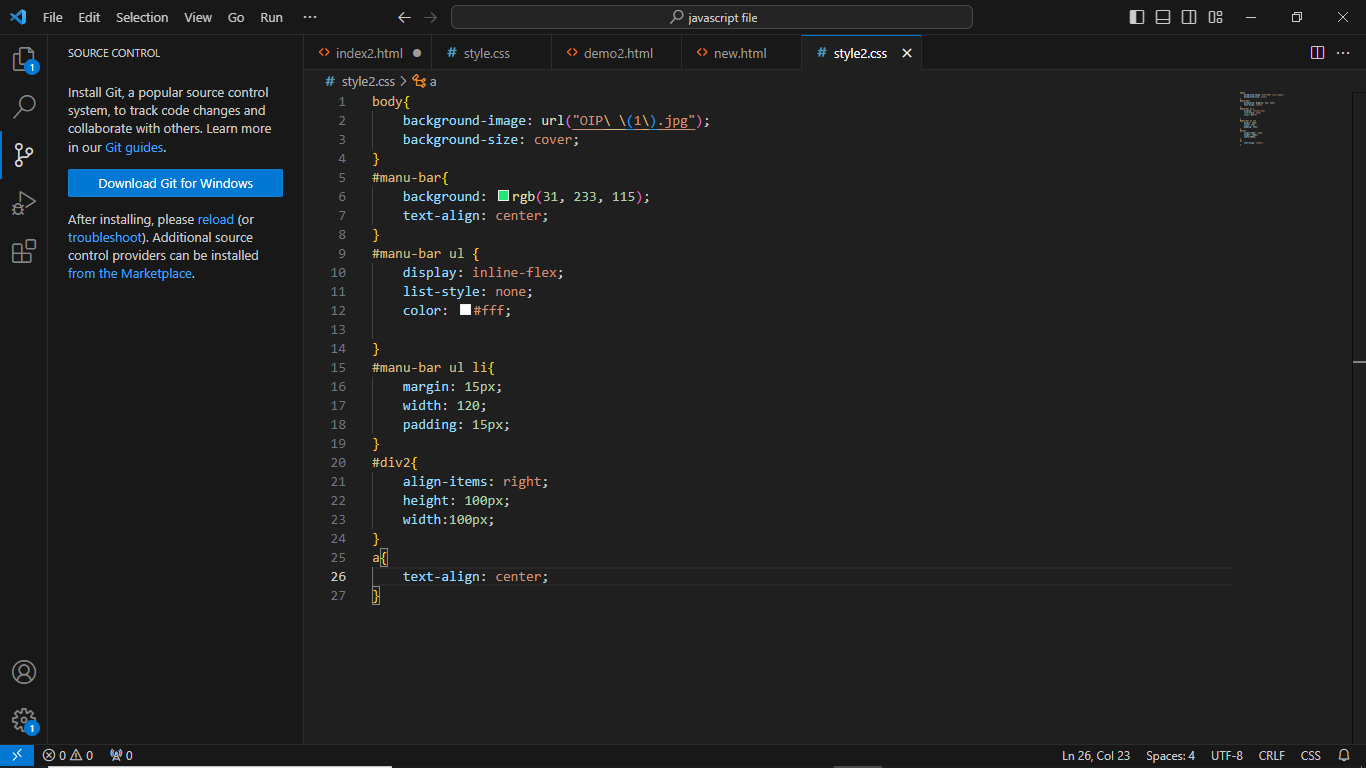 File Edit Selection View Go Run ··· javascript file
SOURCE CONTROL
Install Git, a popular source control
system, to track code changes and
collaborate with others. Learn more
in our Git guides.
Download Git for Windows
After installing, please reload (or
troubleshoot). Additional source
control providers can be installed
from the Marketplace.
1
1
index2.html style.css demo2.html new.html style2.css
style2.css > a
1 body{
2 background-image: url("OIP\ \(1\).jpg");
3 background-size: cover;
4 }
5 #manu-bar{
6 background: rgb(31, 233, 115);
7 text-align: center;
8 }
9 #manu-bar ul {
10 display: inline-flex;
11 list-style: none;
12 color: #fff;
13
14 }
15 #manu-bar ul li{
16 margin: 15px;
17 width: 120;
18 padding: 15px;
19 }
20 #div2{
21 align-items: right;
22 height: 100px;
23 width:100px;
24 }
25 a{
26 text-align: center;
27 }
0 0 0 Ln 26, Col 23 Spaces: 4 UTF-8 CRLF CSS